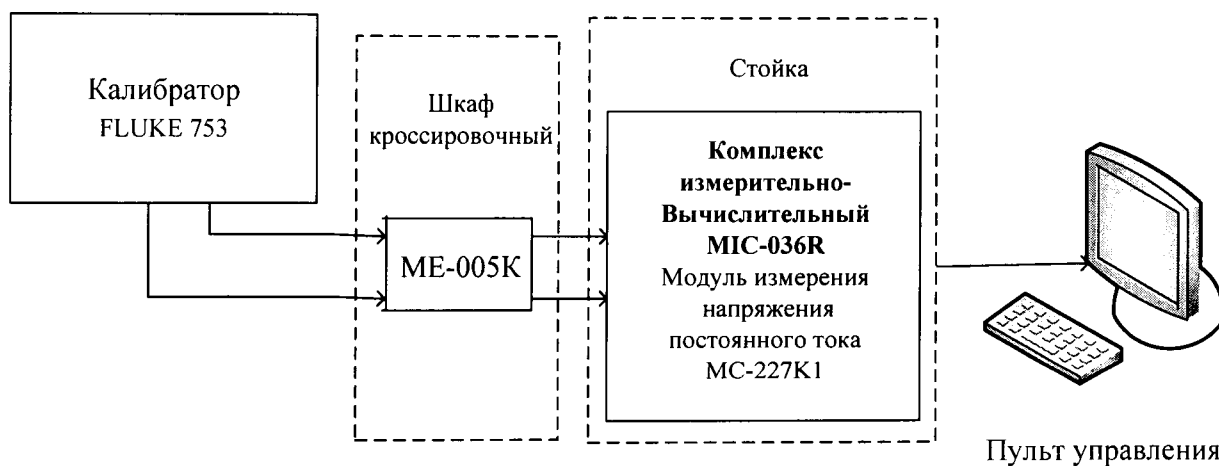 Калибратор
FLUKE 753
Шкаф
кроссировочный
МЕ-005К
Стойка
Комплекс
измерительно-
Вычислительный
MIC-036R
Модуль измерения
напряжения
постоянного тока
МС-227К1
Пульт управления